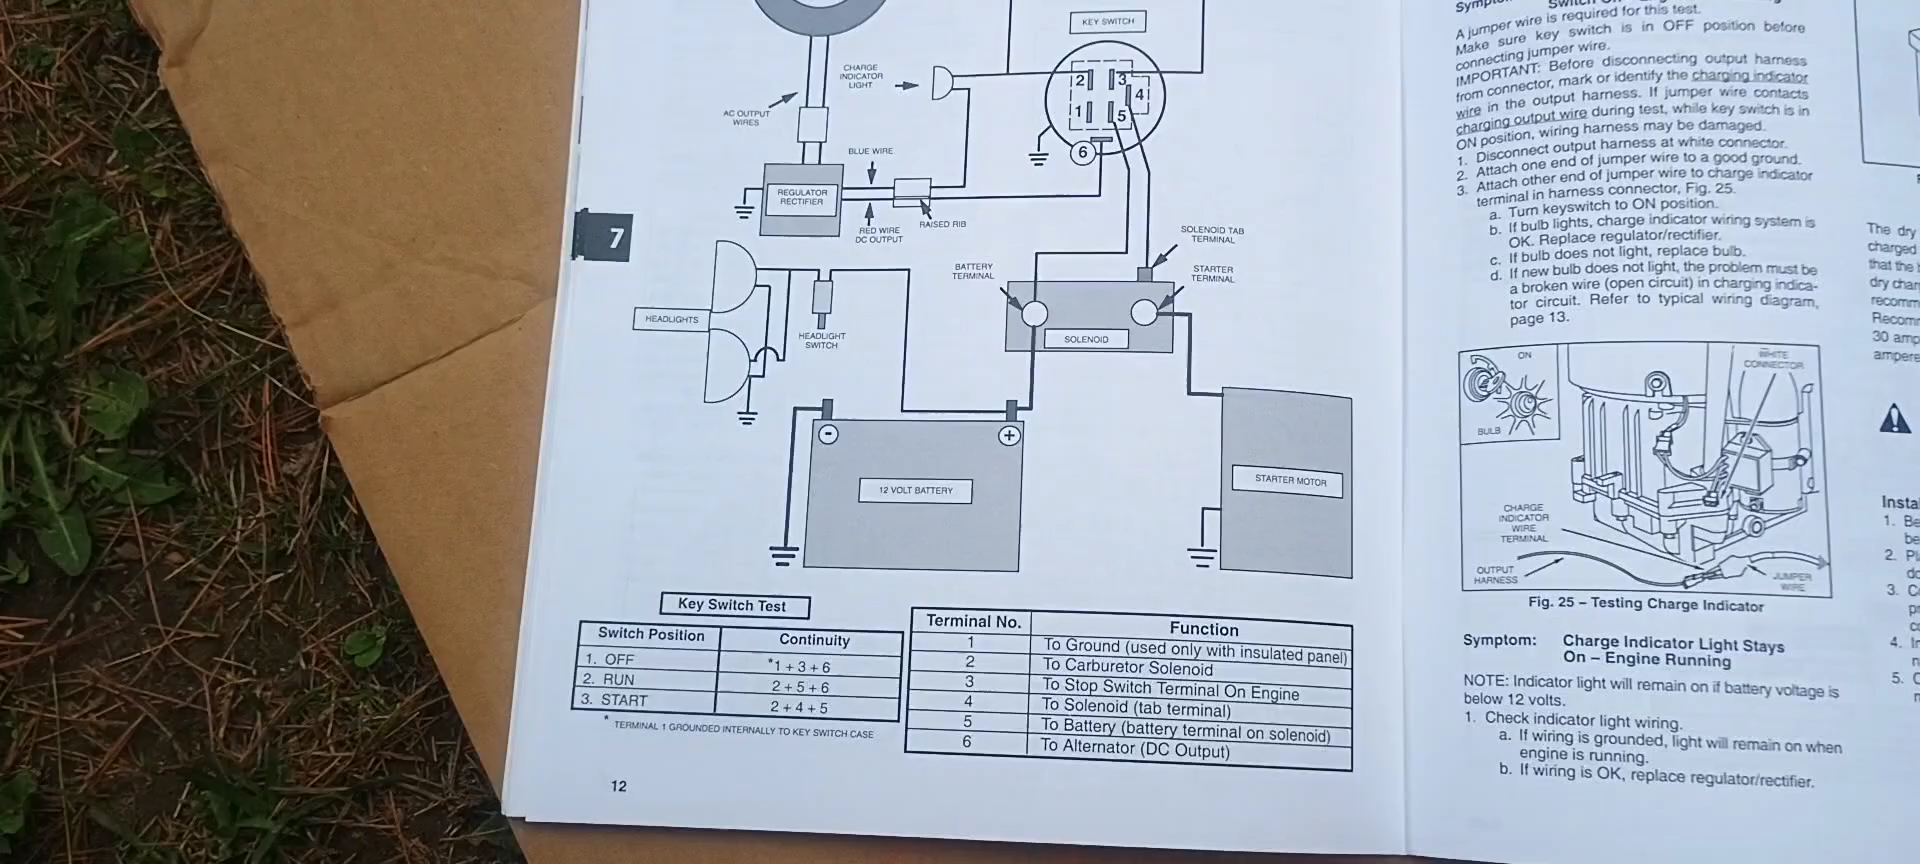 KEY SWITCH
CHARGE
INDICATOR
LIGHT
2
3
4
1
5
6
AC OUTPUT
WIRES
BLUE WIRE
REGULATOR
RECTIFIER
RED WIRE
DC OUTPUT
RAISED RIB
7
SOLENOID TAB
TERMINAL
BATTERY
TERMINAL
STARTER
TERMINAL
HEADLIGHTS
HEADLIGHT
SWITCH
SOLENOID
-
+
12 VOLT BATTERY
STARTER MOTOR
Key Switch Test
Switch Position Continuity
1. OFF *1 + 3 + 6
2. RUN 2 + 5 + 6
3. START 2 + 4 + 5
* TERMINAL 1 GROUNDED INTERNALLY TO KEY SWITCH CASE
Terminal No. Function
1 To Ground (used only with insulated panel)
2 To Carburetor Solenoid
3 To Stop Switch Terminal On Engine
4 To Solenoid (tab terminal)
5 To Battery (battery terminal on solenoid)
6 To Alternator (DC Output)
12
A jumper wire is required for this test.
Make sure key switch is in OFF position before
connecting jumper wire.
IMPORTANT: Before disconnecting output harness
from connector, mark or identify the charging indicator
wire in the output harness. If jumper wire contacts
charging output wire during test, while key switch is in
ON position, wiring harness may be damaged.
1. Disconnect output harness at white connector.
2. Attach one end of jumper wire to a good ground.
3. Attach other end of jumper wire to charge indicator
terminal in harness connector, Fig. 25.
a. Turn keyswitch to ON position.
b. If bulb lights, charge indicator wiring system is
OK. Replace regulator/rectifier.
c. If bulb does not light, replace bulb.
d. If new bulb does not light, the problem must be
a broken wire (open circuit) in charging indica-
tor circuit. Refer to typical wiring diagram,
page 13.
ON
BULB
WHITE
CONNECTOR
CHARGE
INDICATOR
WIRE
TERMINAL
OUTPUT
HARNESS
JUMPER
WIRE
Fig. 25 – Testing Charge Indicator
Symptom: Charge Indicator Light Stays
On – Engine Running
NOTE: Indicator light will remain on if battery voltage is
below 12 volts.
1. Check indicator light wiring.
a. If wiring is grounded, light will remain on when
engine is running.
b. If wiring is OK, replace regulator/rectifier.
The dry
charged
that the
dry char
recomm
Recomm
30 amp
ampere
Insta
1. Be
be
2.
3.
4.
5.